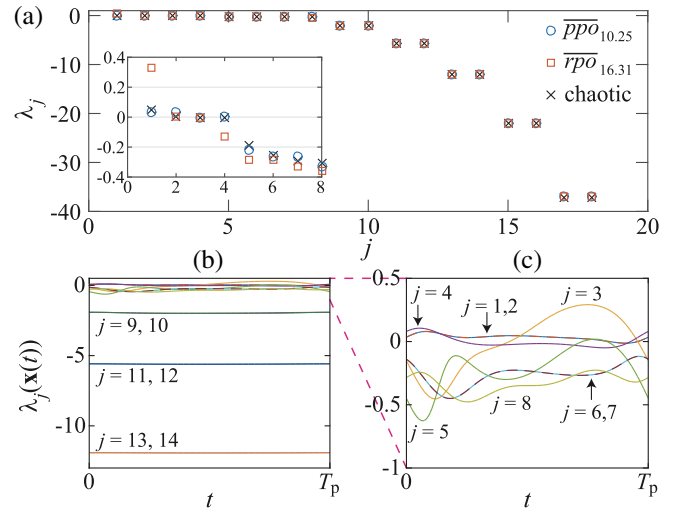 (a)
0
-10
-20
-30
-40
λj
0 5 10 15 20
j
0.4
0.2
0
-0.2
-0.4
0 2 4 6 8
ppo10.25
rpo16.31
chaotic
(b)
0
-5
-10
λj(x(t))
j = 9, 10
j = 11, 12
j = 13, 14
0 t Tp
(c)
0.5
0
-0.5
-1
j = 4
j = 1,2
j = 3
j = 5
j = 8
j = 6,7
0 t Tp